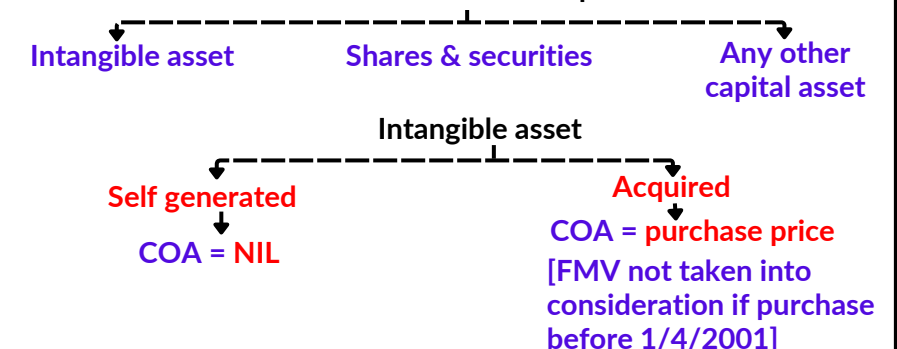 Intangible asset
Shares & securities
Any other
capital asset
Intangible asset
Self generated
COA = NIL
Acquired
COA = purchase price
[FMV not taken into
consideration if purchase
before 1/4/2001]